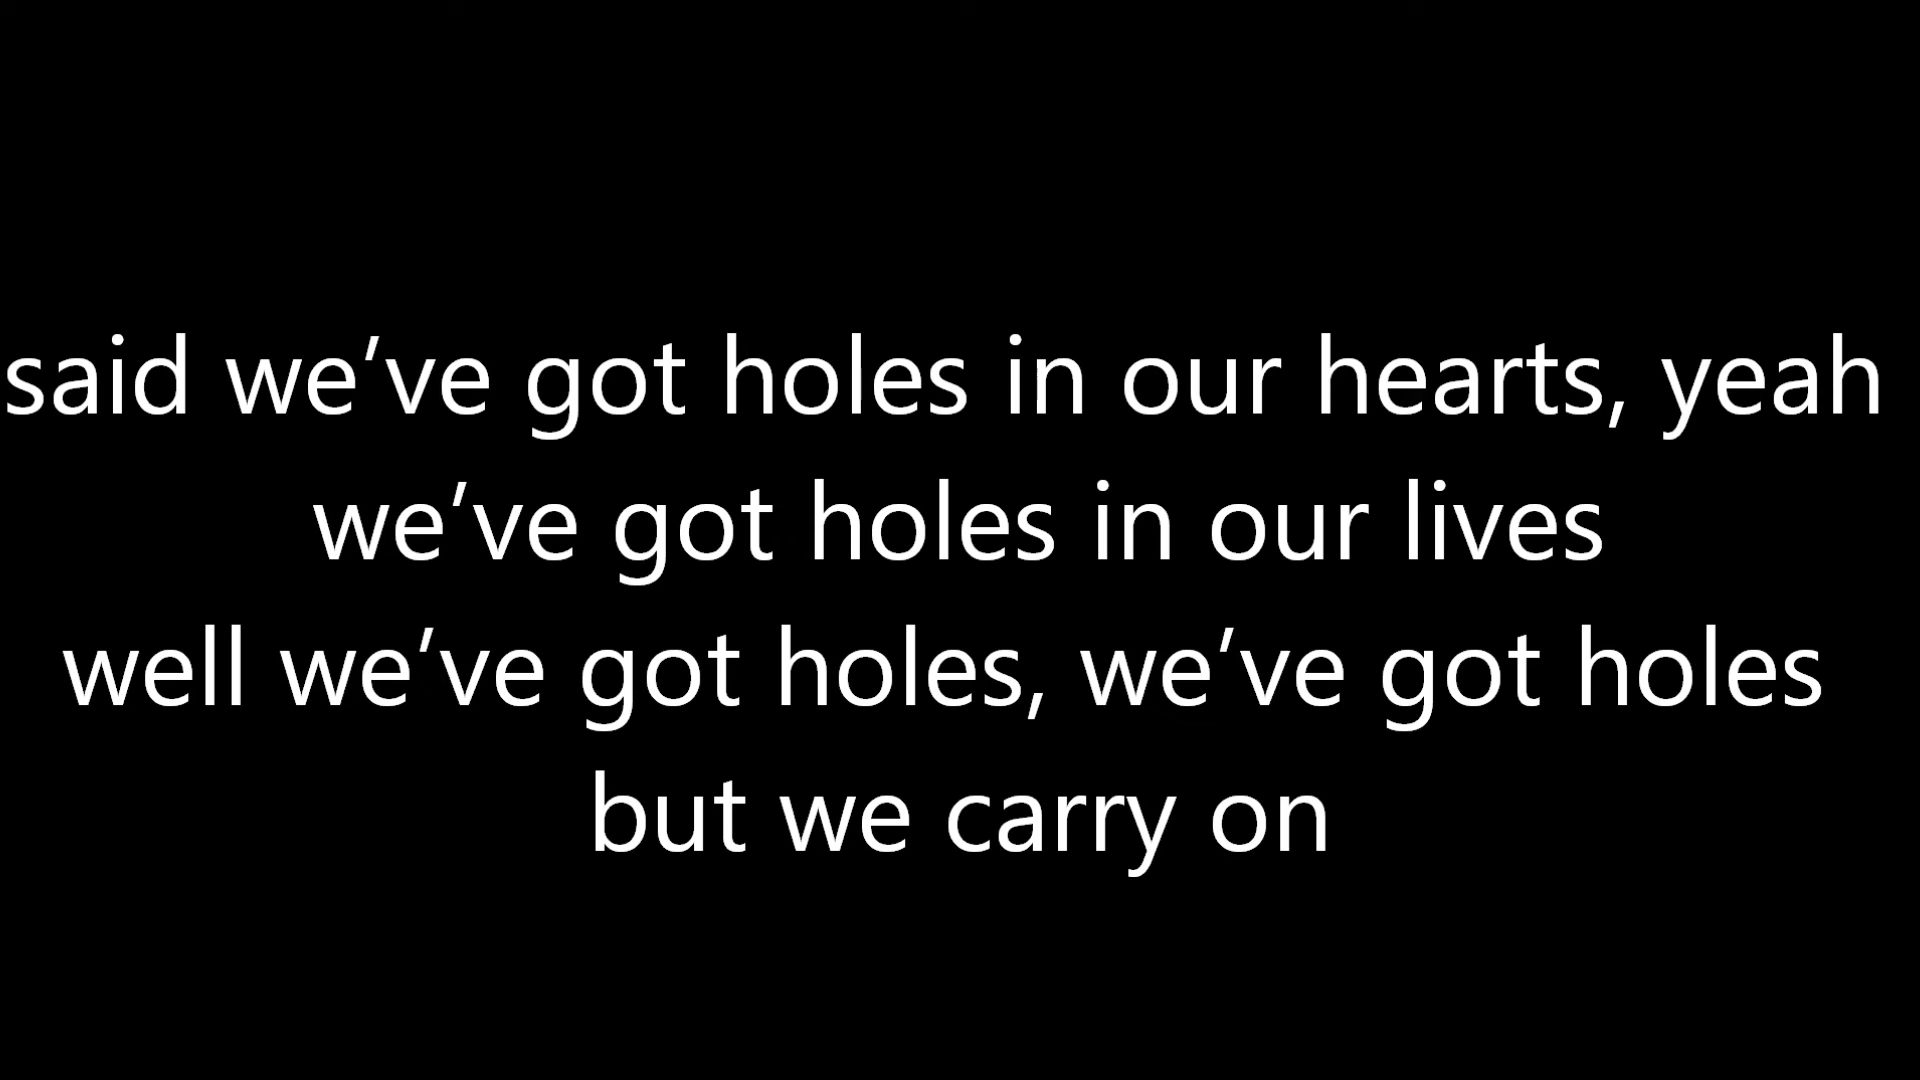 said we’ve got holes in our hearts, yeah
we’ve got holes in our lives
well we’ve got holes, we’ve got holes
but we carry on